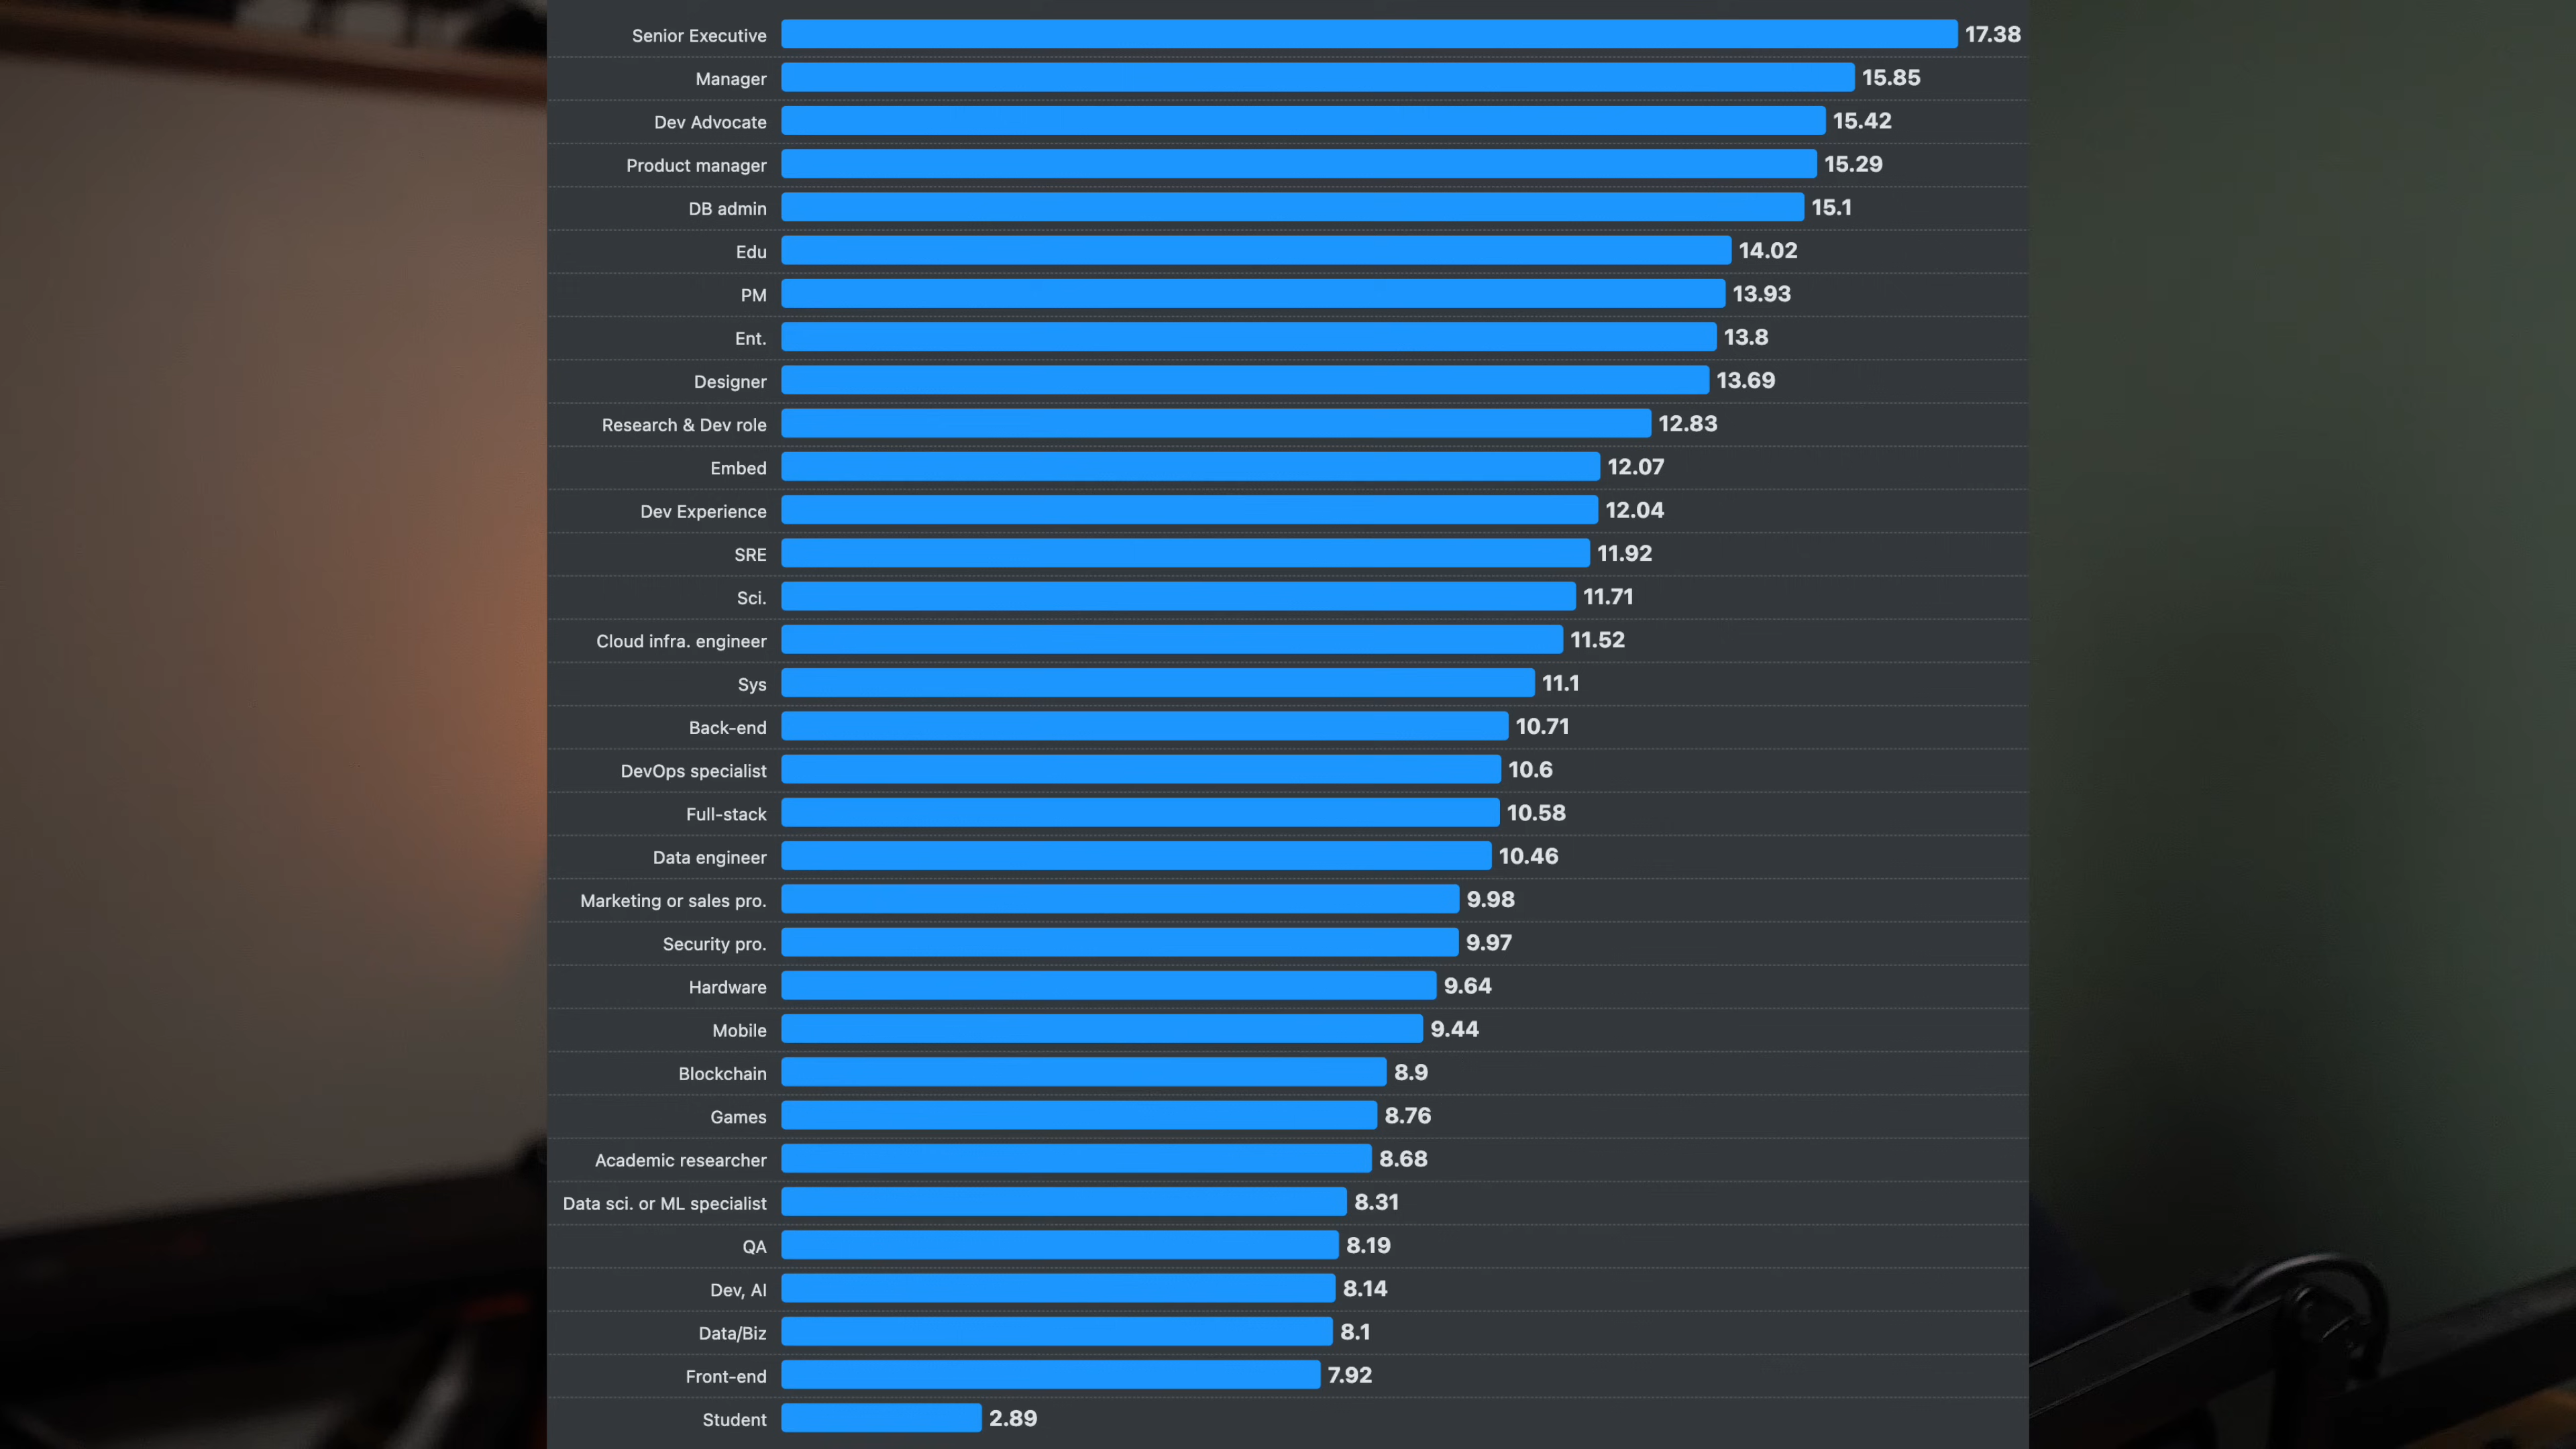 Senior Executive 17.38
Manager 15.85
Dev Advocate 15.42
Product manager 15.29
DB admin 15.1
Edu 14.02
PM 13.93
Ent. 13.8
Designer 13.69
Research & Dev role 12.83
Embed 12.07
Dev Experience 12.04
SRE 11.92
Sci. 11.71
Cloud infra. engineer 11.52
Sys 11.1
Back-end 10.71
DevOps specialist 10.6
Full-stack 10.58
Data engineer 10.46
Marketing or sales pro. 9.98
Security pro. 9.97
Hardware 9.64
Mobile 9.44
Blockchain 8.9
Games 8.76
Academic researcher 8.68
Data sci. or ML specialist 8.31
QA 8.19
Dev, AI 8.14
Data/Biz 8.1
Front-end 7.92
Student 2.89